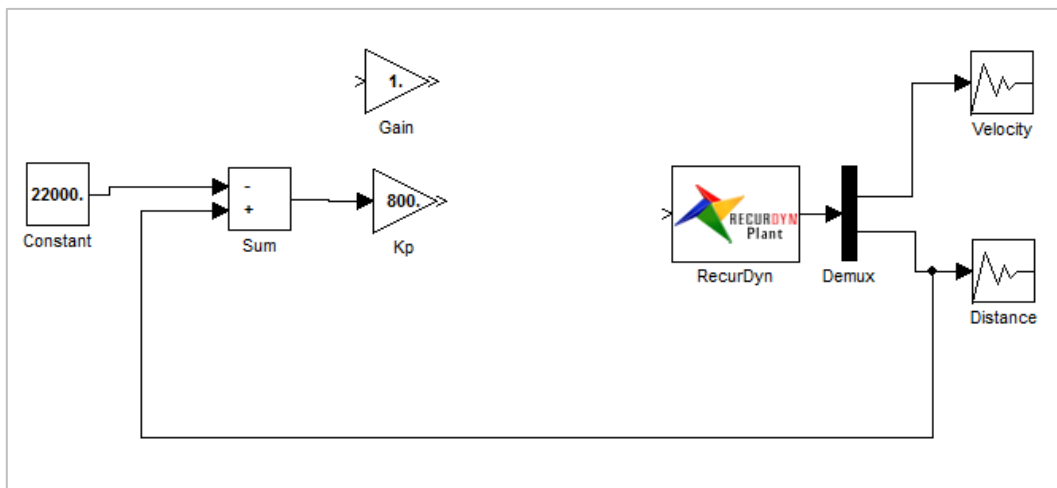 1.
Gain
Velocity
22000.
Constant
-
+
Sum
800.
Kp
RECURDYN
Plant
RecurDyn
Demux
Distance